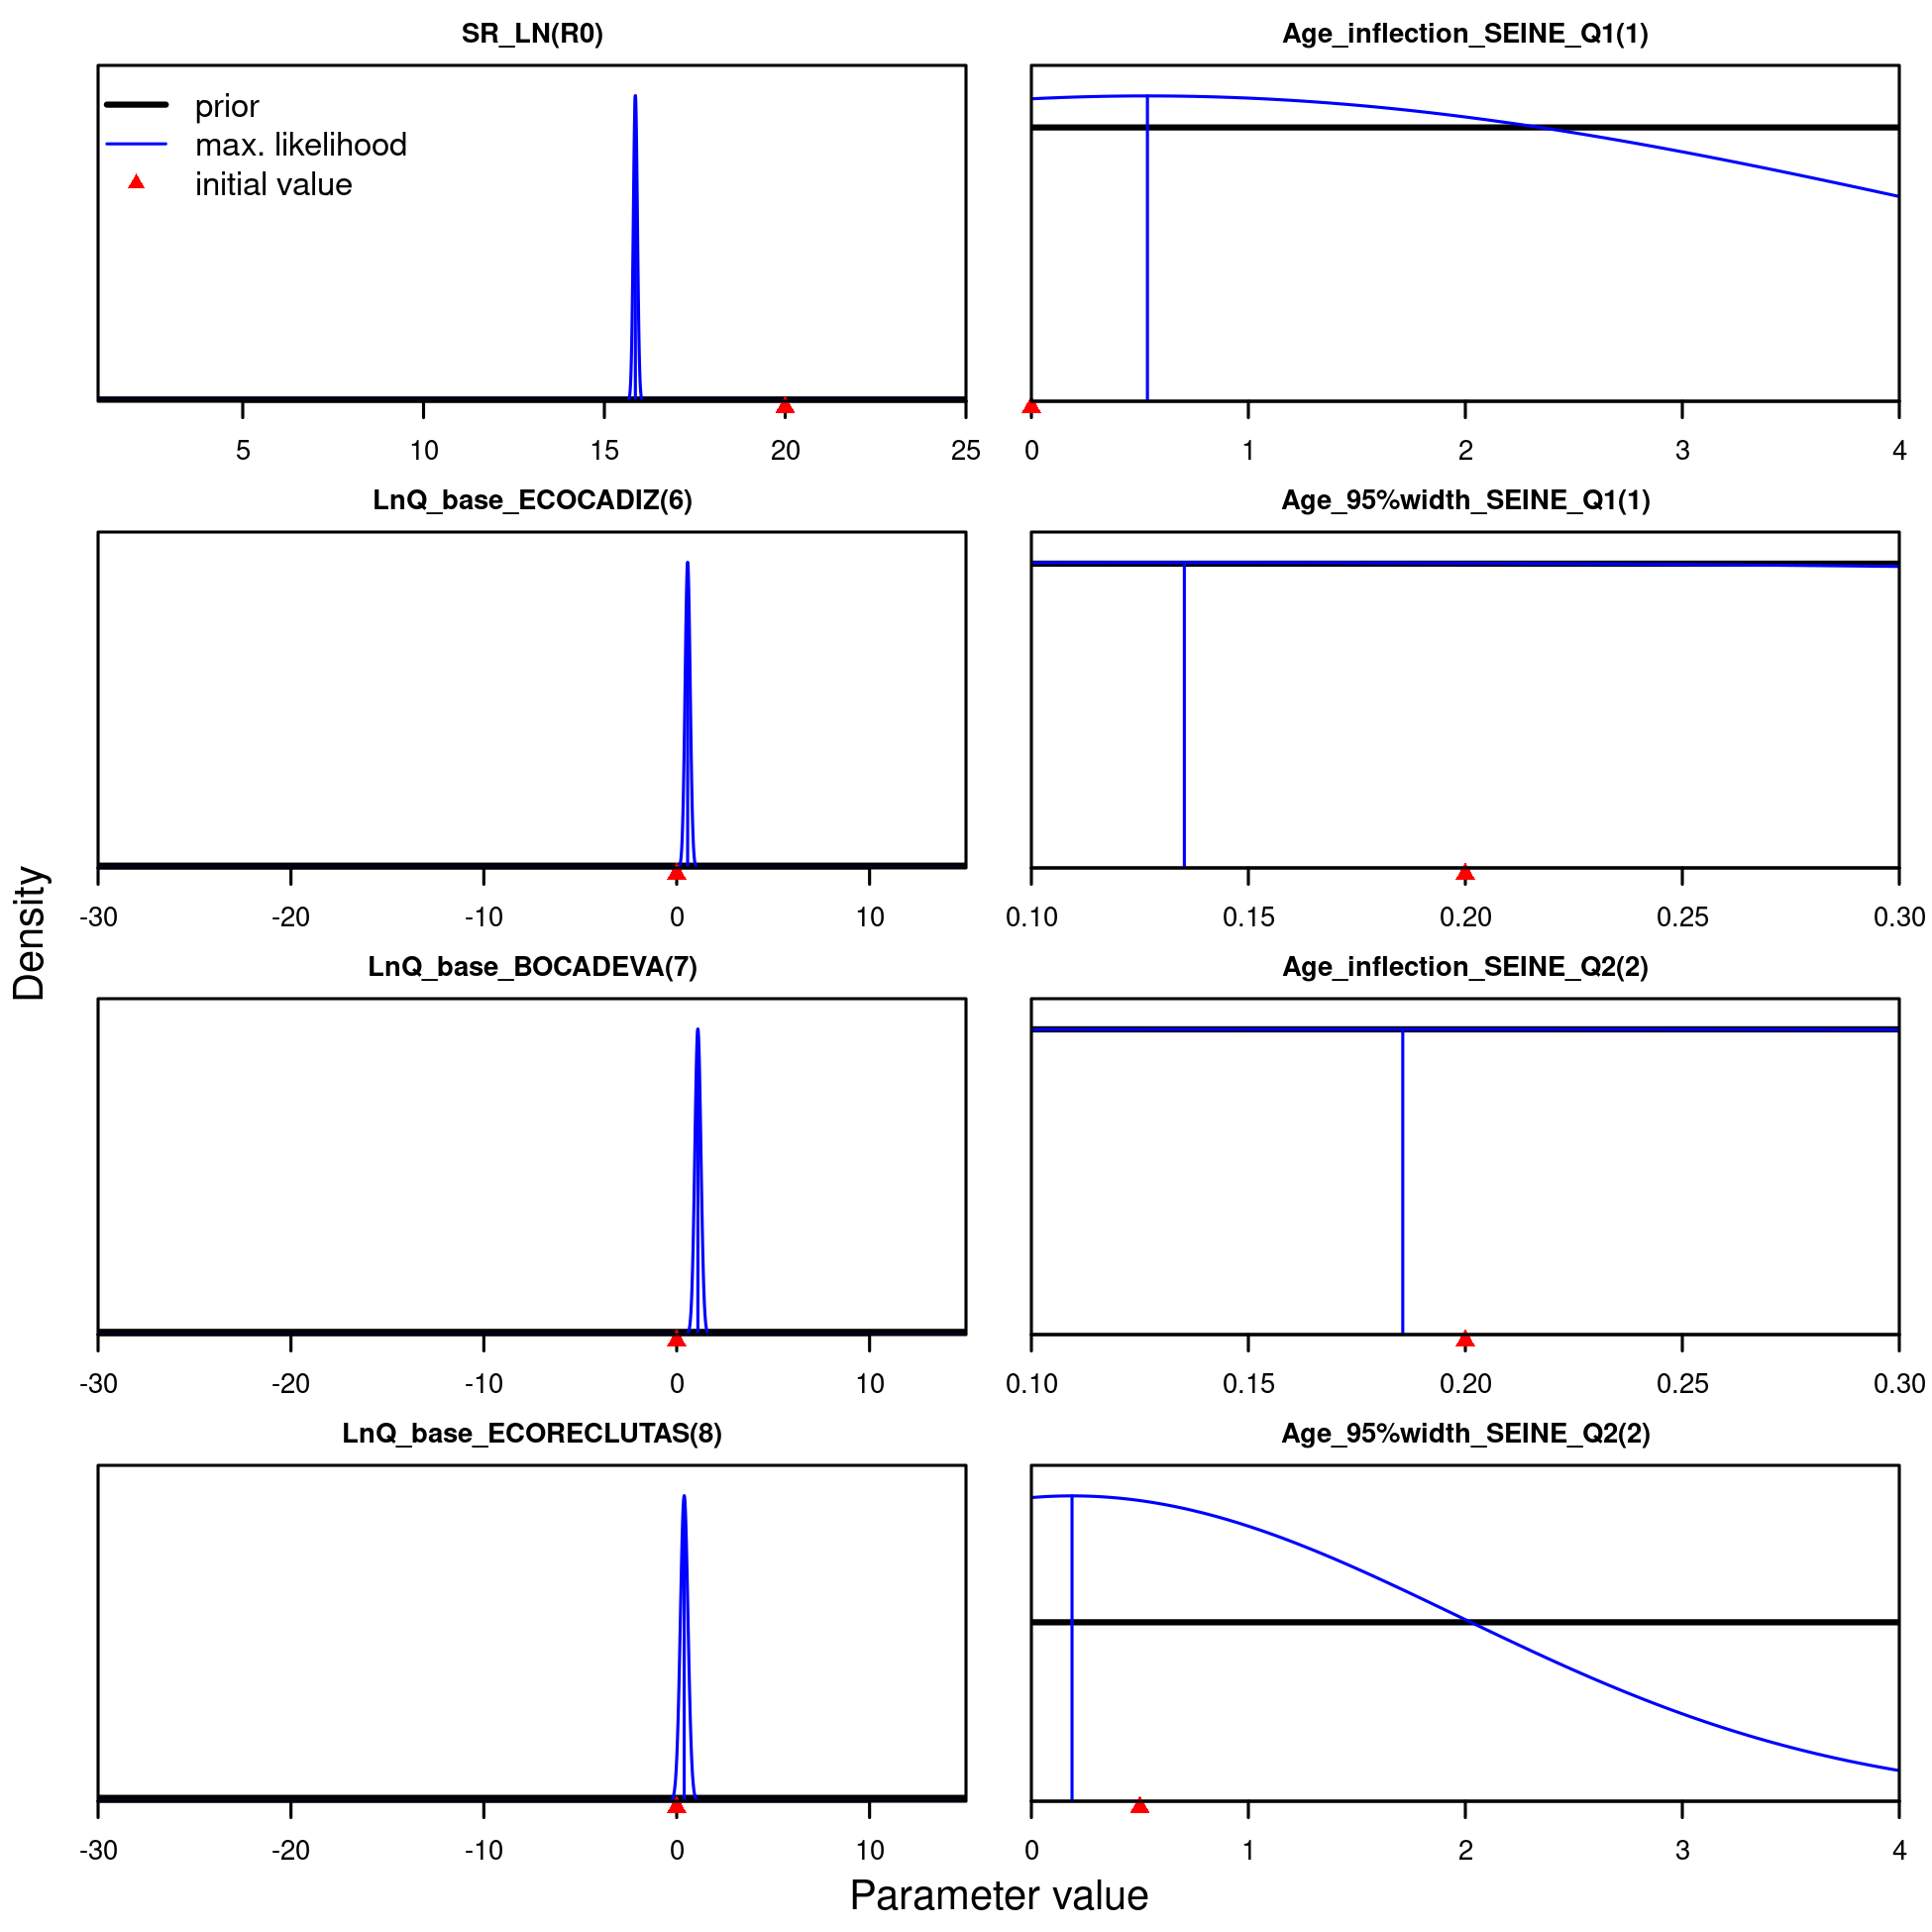 SR_LN(R0)
prior
max. likelihood
initial value
5 10 15 20 25
Age_inflection_SEINE_Q1(1)
0 1 2 3 4
LnQ_base_ECOCADIZ(6)
-30 -20 -10 0 10
Age_95%width_SEINE_Q1(1)
0.10 0.15 0.20 0.25 0.30
Density
LnQ_base_BOCADEVA(7)
-30 -20 -10 0 10
Age_inflection_SEINE_Q2(2)
0.10 0.15 0.20 0.25 0.30
LnQ_base_ECORECLUTAS(8)
-30 -20 -10 0 10
Age_95%width_SEINE_Q2(2)
0 1 2 3 4
Parameter value